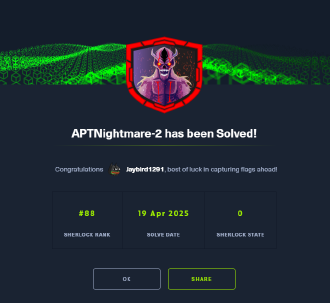 APTNightmare-2 has been Solved!
Congratulations Jaybird1291, best of luck in capturing flags ahead!
#88 19 Apr 2025 0
SHERLOCK RANK SOLVE DATE SHERLOCK STATE
OK SHARE